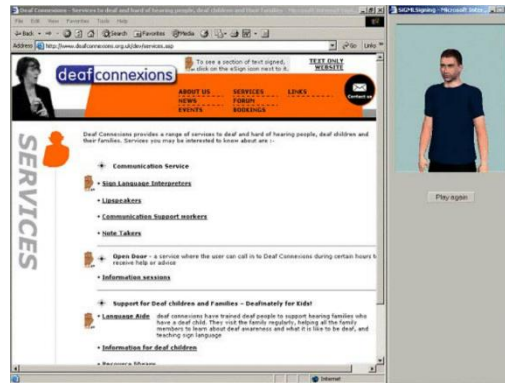 Deaf Connexions - Services to deaf and hard of hearing people, deaf children and their families
SiGMLSigning - Microsoft Inter...
File Edit View Favorites Tools Help
Back Search Favorites Media
Address http://www.deafconnexions.org.uk/dev/services.asp Go Links »
deafconnexions
To see a section of text signed,
click on the eSign icon next to it.
TEXT ONLY
WEBSITE
ABOUT US SERVICES LINKS
NEWS FORUM
EVENTS BOOKINGS
Contact us
SERVICES
Deaf Connexions provides a range of services to deaf and hard of hearing people, deaf children and
their families. Services you may be interested to know about are :-
Communication Service
• Sign Language Interpreters
• Lipspeakers
• Communication Support workers
• Note Takers
Open Door - a service where the user can call in to Deaf Connexions during certain hours t
receive help or advice
• Information sessions
Support for Deaf children and Families - Deafinately for Kids!
• Language Aide deaf connexions have trained deaf people to support hearing families who
have a deaf child. They visit the family regularly, helping all the family
members to learn about deaf awareness and what it is like to be deaf, and
teaching sign language
• Information for deaf children
• Resource library
Internet
Play again